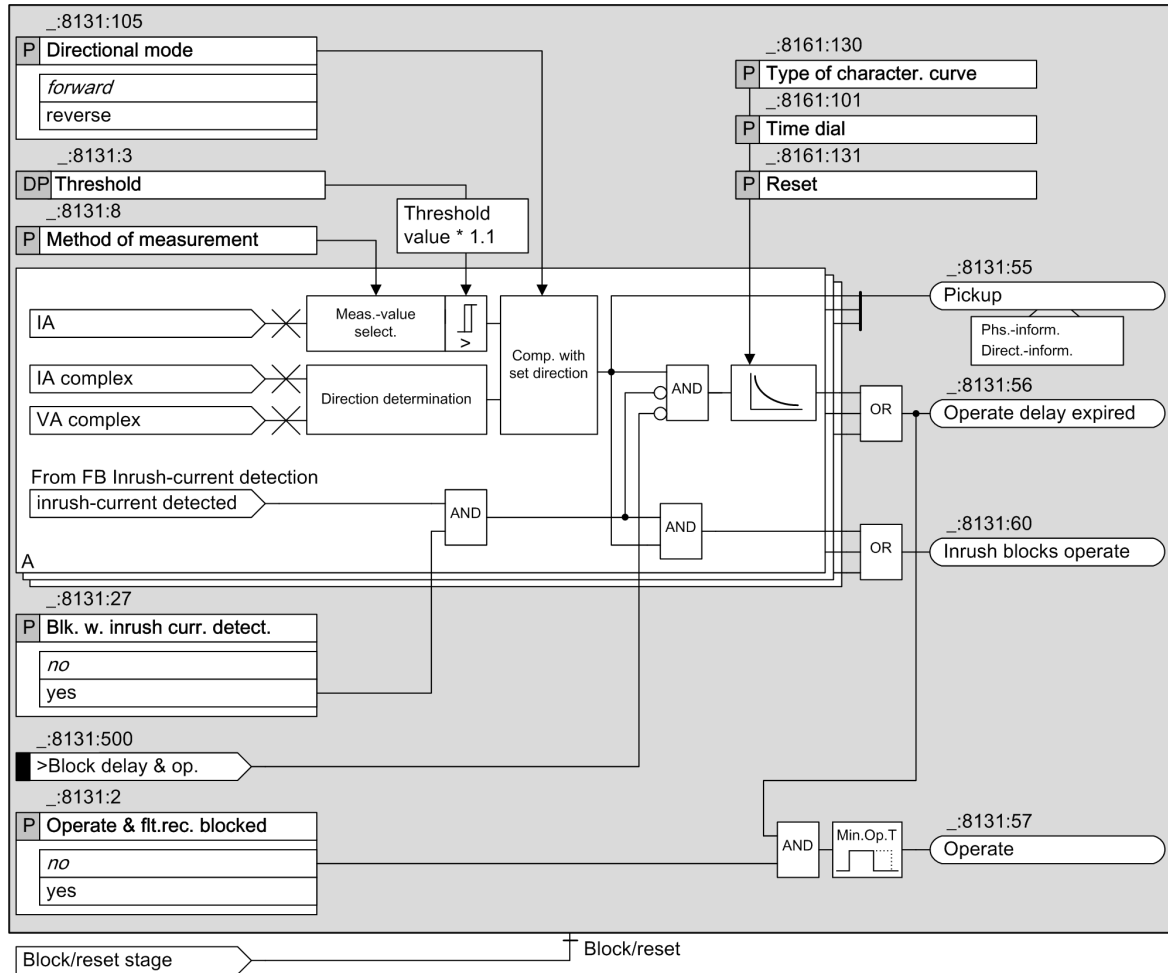 _:8131:105
P Directional mode
forward
reverse
_:8131:3
DP Threshold
_:8131:8
P Method of measurement
Threshold
value * 1.1
_:8161:130
P Type of character. curve
_:8161:101
P Time dial
_:8161:131
P Reset
IA
Meas.-value
select.
>
IA complex
VA complex
Direction determination
Comp. with
set direction
AND
From FB Inrush-current detection
inrush-current detected
AND
AND
A
OR
OR
_:8131:55
Pickup
Phs.-inform.
Direct.-inform.
_:8131:56
Operate delay expired
_:8131:60
Inrush blocks operate
_:8131:27
P Blk. w. inrush curr. detect.
no
yes
_:8131:500
>Block delay & op.
_:8131:2
P Operate & flt.rec. blocked
no
yes
AND
Min.Op.T
_:8131:57
Operate
Block/reset stage
Block/reset